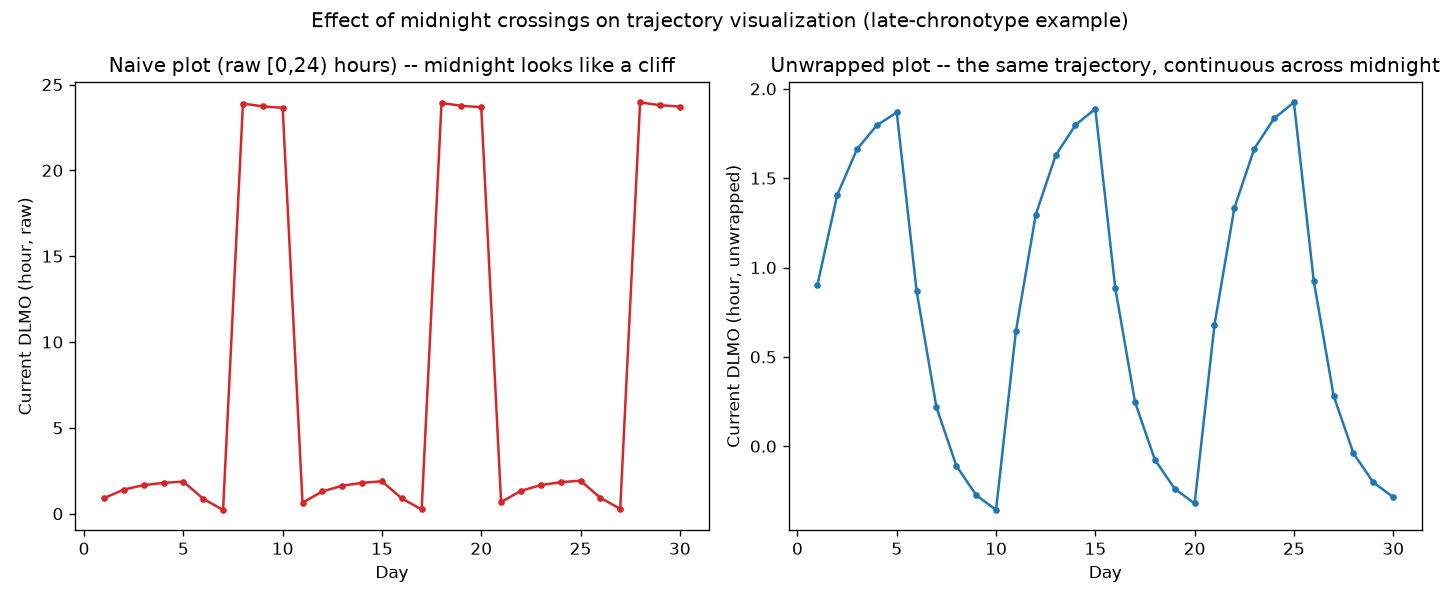 Effect of midnight crossings on trajectory visualization (late-chronotype example)
Naive plot (raw [0,24) hours) -- midnight looks like a cliff
Current DLMO (hour, raw)
25
20
15
10
5
0
0 5 10 15 20 25 30
Day
Unwrapped plot -- the same trajectory, continuous across midnight
Current DLMO (hour, unwrapped)
2.0
1.5
1.0
0.5
0.0
0 5 10 15 20 25 30
Day